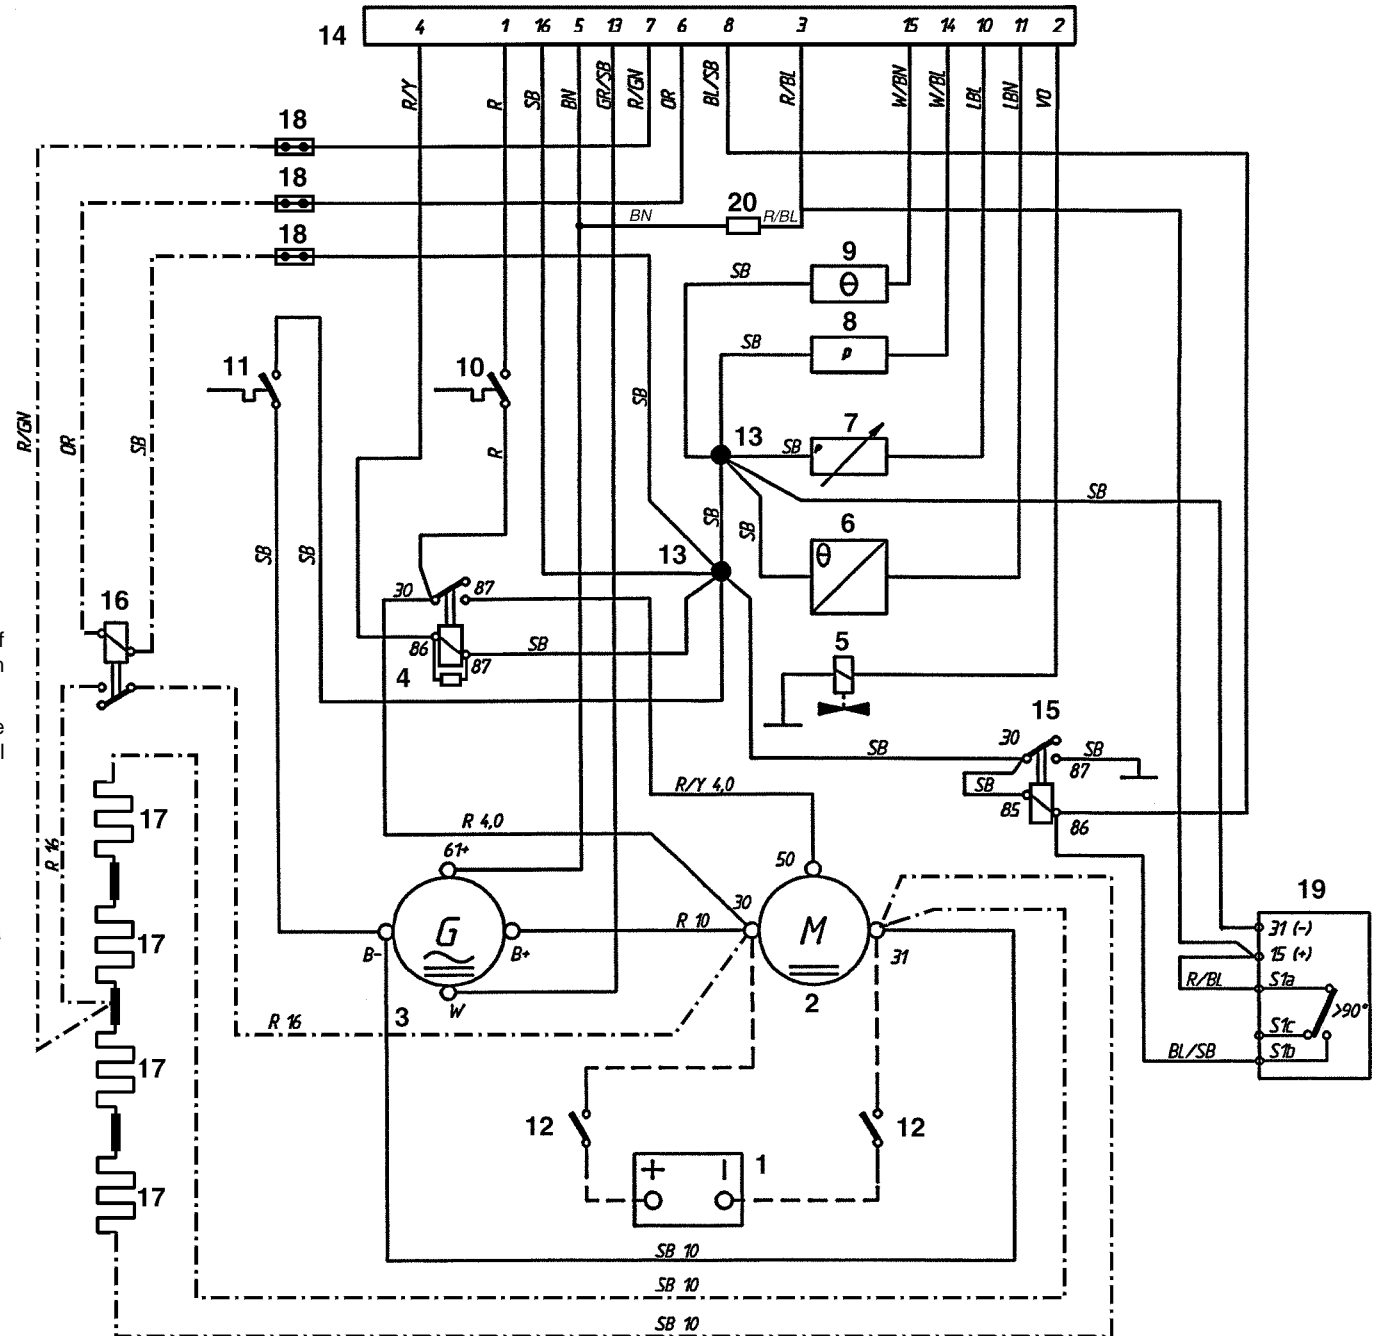 14 4 1 16 5 13 7 6 8 3 15 14 10 11 2
R/Y R SB BN GR/SB R/GN OR BL/SB R/BL W/BN W/BL LBL LBN VO
18
18
20
BN R/BL
18
9
SB θ
8
SB p
11 10
SB
7
13 SB p
R/GN OR SB R
SB
6
SB SB θ
13
SB SB
16 30 87
5
86 SB 87
4
f
n
e
l
15
30 SB
SB 87
SB
85 86
R/Y 4,0
17
R 4,0
R 16
61+ 50
19
30
31 (-)
17 G R 10 M
B- B+ 31
15 (+)
R/BL S1a
W
3 2
R 16
>90°
S1c
BL/SB S1b
17
12 12
+ − 1
17
SB 10
SB 10
SB 10